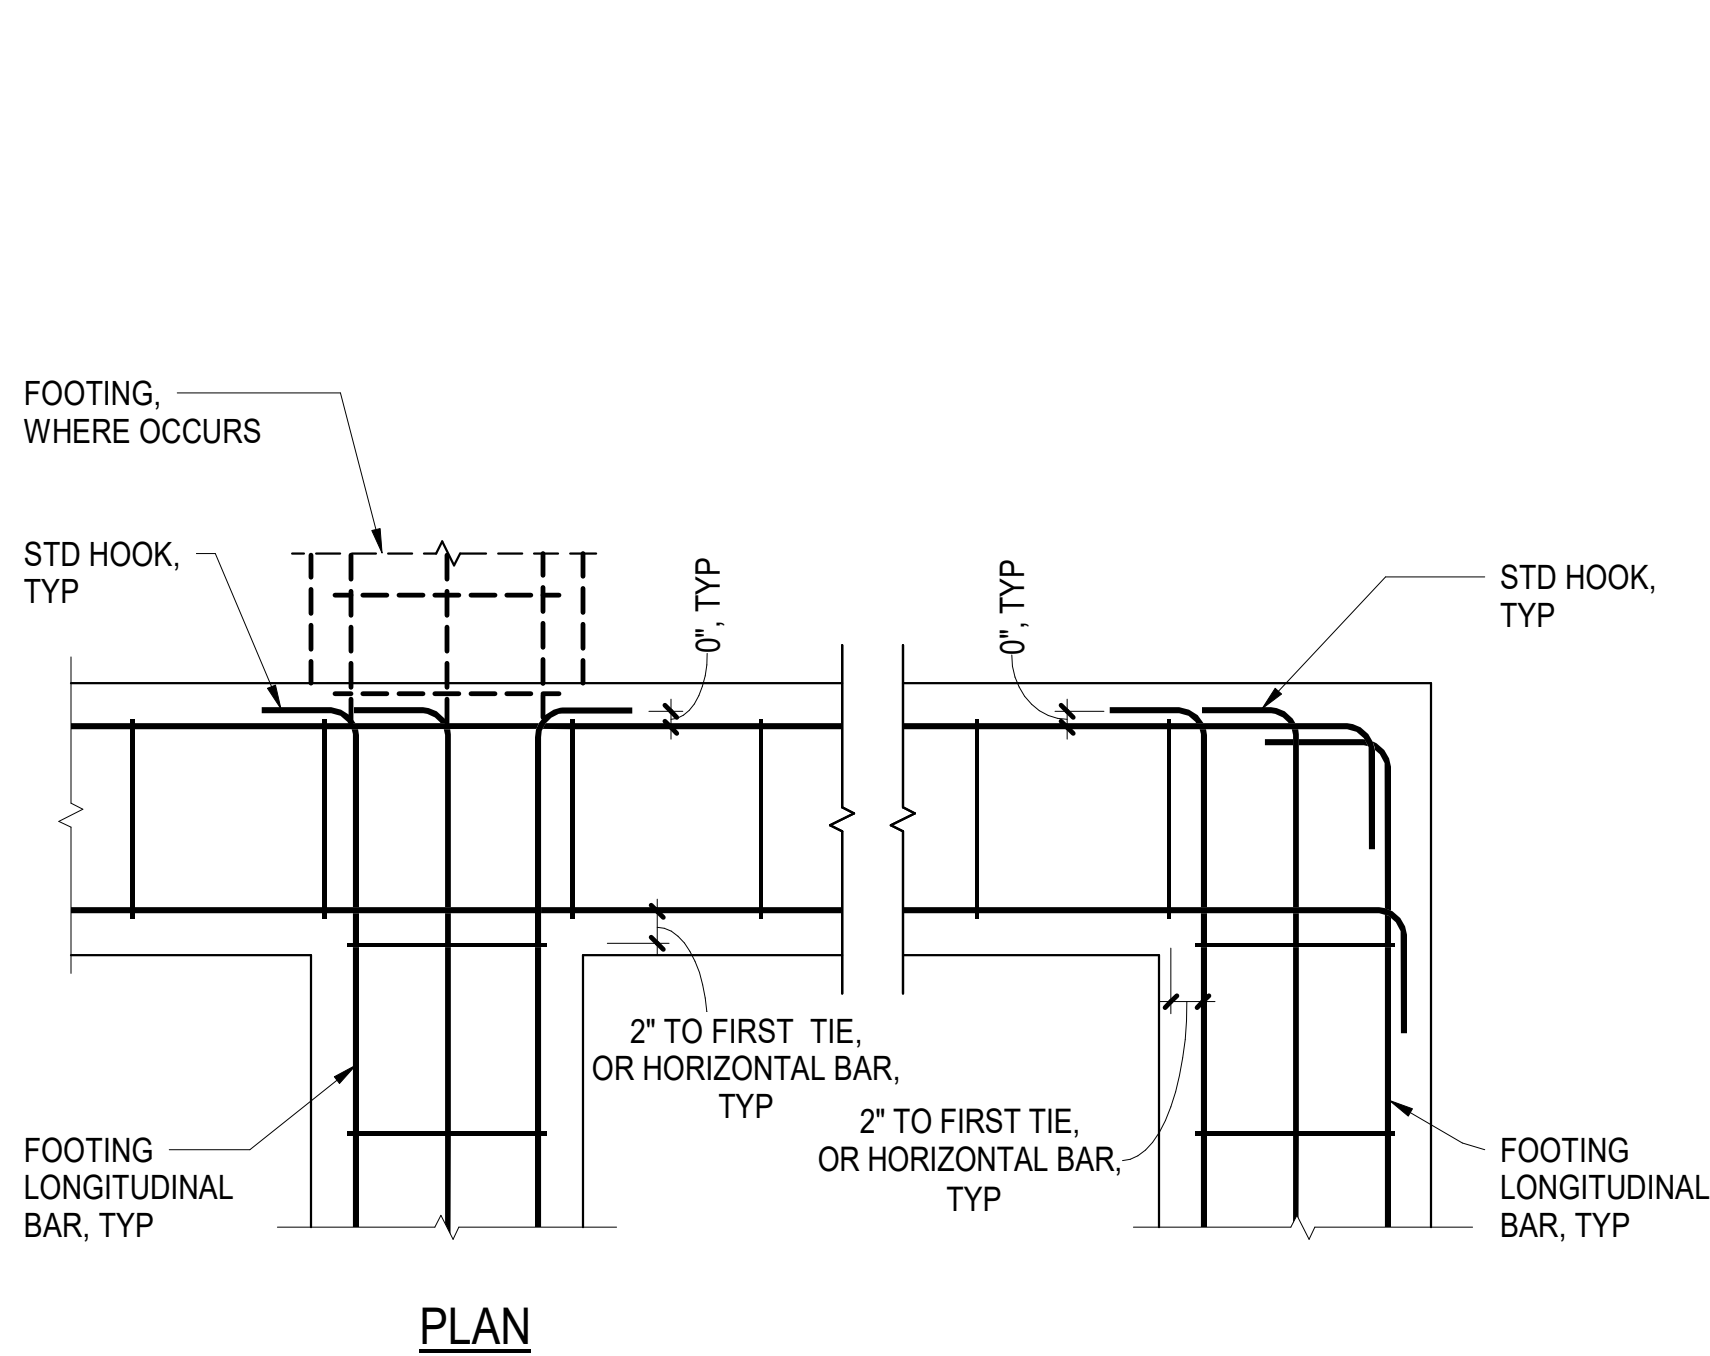 FOOTING,
WHERE OCCURS
STD HOOK,
TYP
0", TYP
0", TYP
STD HOOK,
TYP
2" TO FIRST TIE,
OR HORIZONTAL BAR,
TYP
2" TO FIRST TIE,
OR HORIZONTAL BAR,
TYP
FOOTING
LONGITUDINAL
BAR, TYP
FOOTING
LONGITUDINAL
BAR, TYP
PLAN